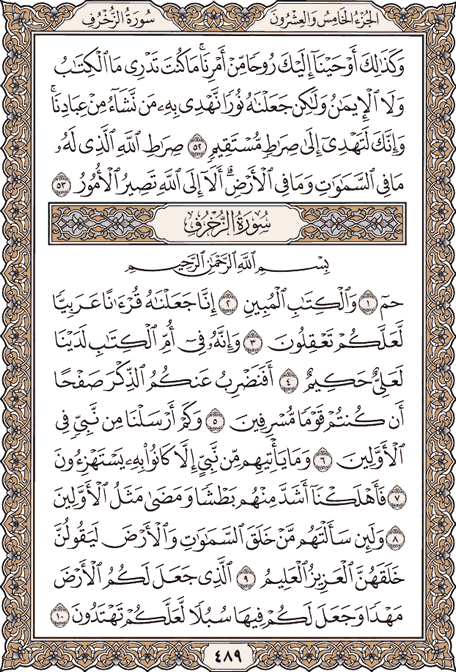 سُورَةُ الزُّخْرُفِ
الجُزْءُ الخَامِسُ وَالعِشْرُونَ
وَكَذَٰلِكَ أَوْحَيْنَآ إِلَيْكَ رُوحًا مِّنْ أَمْرِنَا ۚ مَا كُنتَ تَدْرِى مَا ٱلْكِتَٰبُ
وَلَا ٱلْإِيمَٰنُ وَلَٰكِن جَعَلْنَٰهُ نُورًا نَّهْدِى بِهِۦ مَن نَّشَآءُ مِنْ عِبَادِنَا ۚ
وَإِنَّكَ لَتَهْدِىٓ إِلَىٰ صِرَٰطٍ مُّسْتَقِيمٍ ٥٢ صِرَٰطِ ٱللَّهِ ٱلَّذِى لَهُۥ
مَا فِى ٱلسَّمَٰوَٰتِ وَمَا فِى ٱلْأَرْضِ ۗ أَلَآ إِلَى ٱللَّهِ تَصِيرُ ٱلْأُمُورُ ٥٣
سُورَةُ الزُّخْرُفِ
بِسْمِ ٱللَّهِ ٱلرَّحْمَٰنِ ٱلرَّحِيمِ
حمٓ ١ وَٱلْكِتَٰبِ ٱلْمُبِينِ ٢ إِنَّا جَعَلْنَٰهُ قُرْءَٰنًا عَرَبِيًّا
لَّعَلَّكُمْ تَعْقِلُونَ ٣ وَإِنَّهُۥ فِىٓ أُمِّ ٱلْكِتَٰبِ لَدَيْنَا
لَعَلِىٌّ حَكِيمٌ ٤ أَفَنَضْرِبُ عَنكُمُ ٱلذِّكْرَ صَفْحًا
أَن كُنتُمْ قَوْمًا مُّسْرِفِينَ ٥ وَكَمْ أَرْسَلْنَا مِن نَّبِىٍّ فِى
ٱلْأَوَّلِينَ ٦ وَمَا يَأْتِيهِم مِّن نَّبِىٍّ إِلَّا كَانُوا۟ بِهِۦ يَسْتَهْزِءُونَ
٧ فَأَهْلَكْنَآ أَشَدَّ مِنْهُم بَطْشًا وَمَضَىٰ مَثَلُ ٱلْأَوَّلِينَ
٨ وَلَئِن سَأَلْتَهُم مَّنْ خَلَقَ ٱلسَّمَٰوَٰتِ وَٱلْأَرْضَ لَيَقُولُنَّ
خَلَقَهُنَّ ٱلْعَزِيزُ ٱلْعَلِيمُ ٩ ٱلَّذِى جَعَلَ لَكُمُ ٱلْأَرْضَ
مَهْدًا وَجَعَلَ لَكُمْ فِيهَا سُبُلًا لَّعَلَّكُمْ تَهْتَدُونَ ١٠
٤٨٩